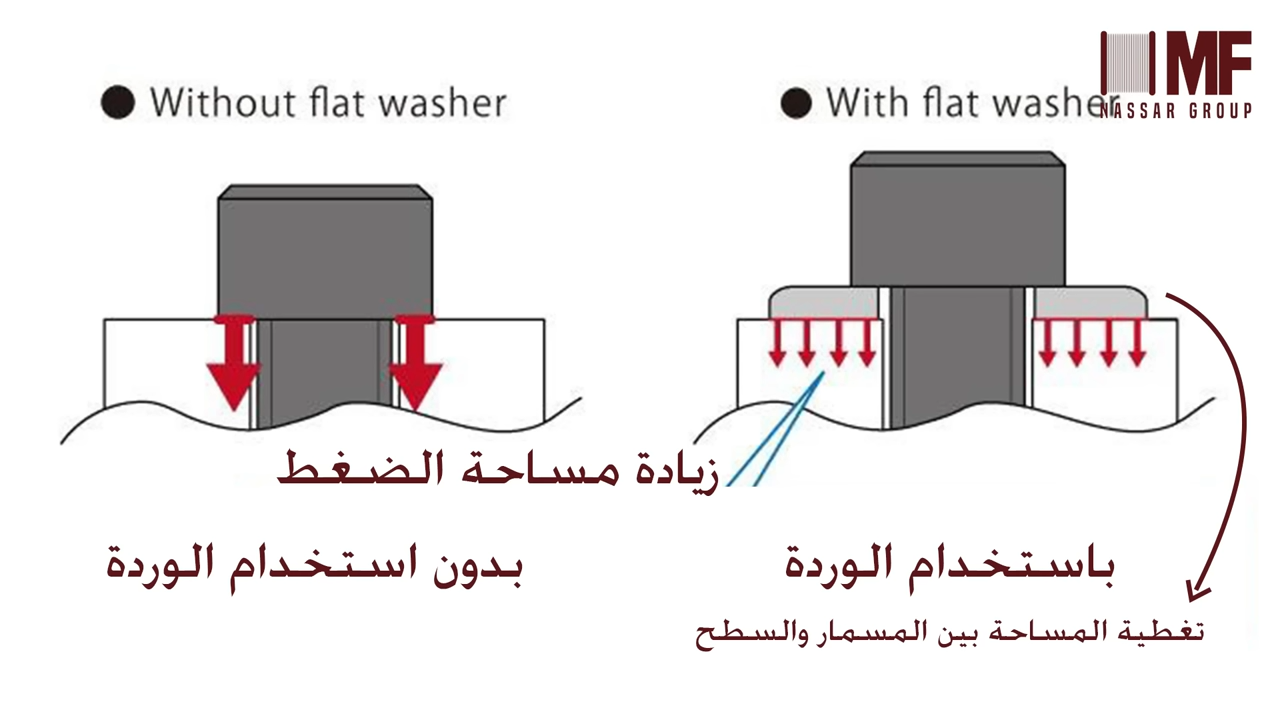 Without flat washer
With flat washer
MF
NASSAR GROUP
زيادة مساحة الضغط
بدون استخدام الوردة
باستخدام الوردة
تغطية المساحة بين المسمار والسطح